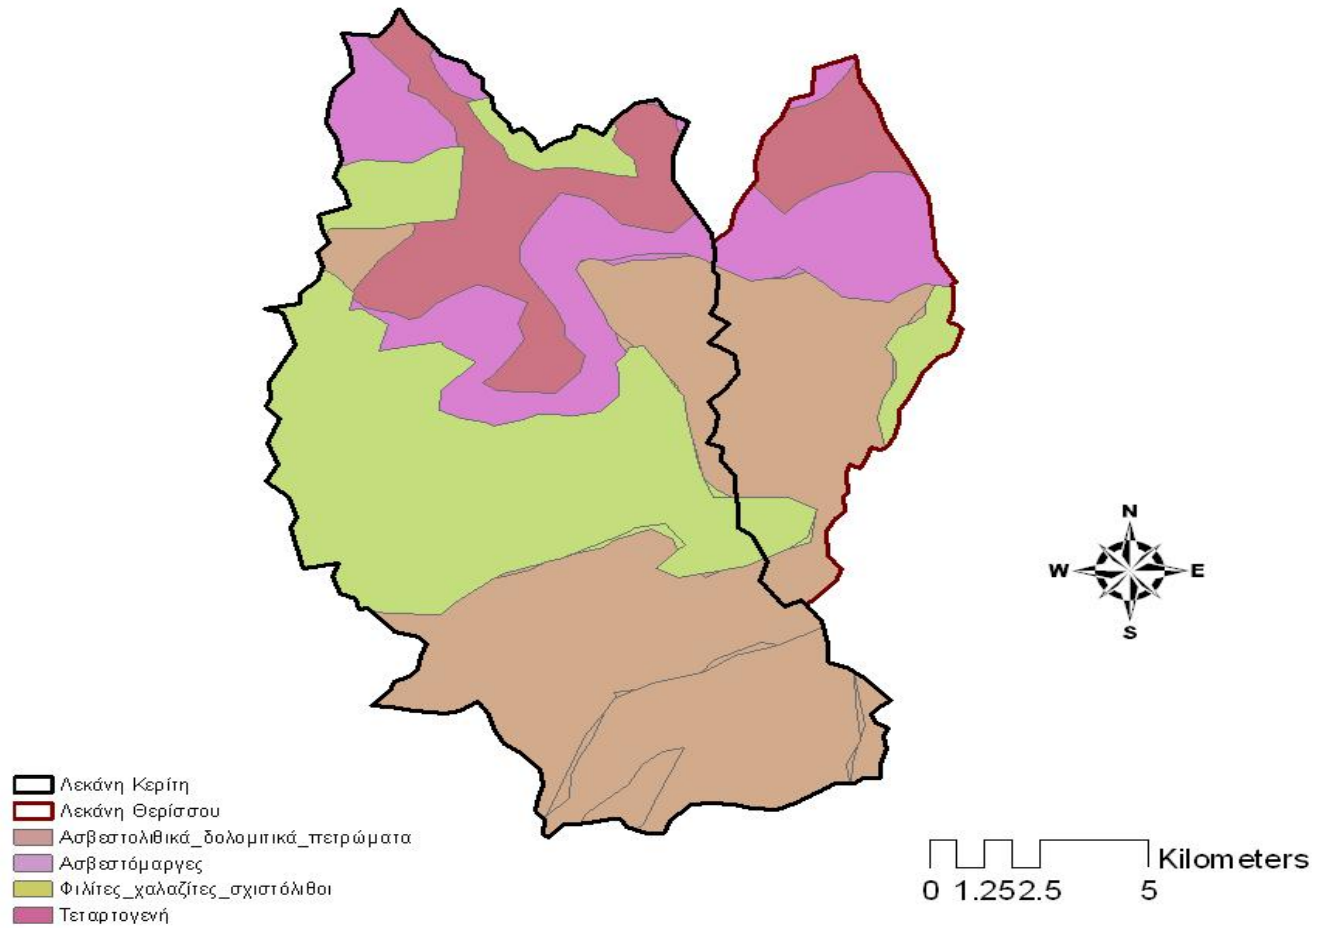 N
W E
S
Λεκάνη Κερίτη
Λεκάνη Θερίσσου
Ασβεστολιθικά_δολομιτικά_πετρώματα
Ασβεστόμαργες
Φιλίτες_χαλαζίτες_σχιστόλιθοι
Τεταρτογενή
Kilometers
0 1.252.5 5